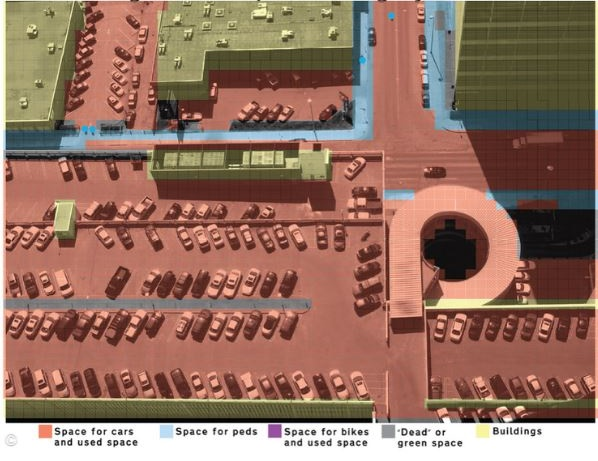 ©
Space for cars
and used space
Space for peds
Space for bikes
and used space
"Dead" or
green space
Buildings